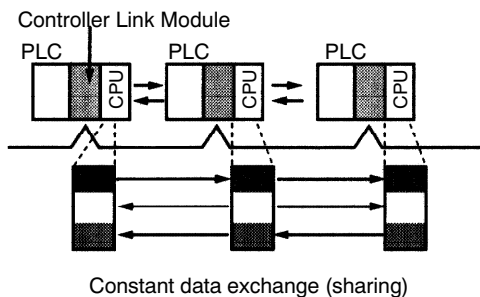 Controller Link Module
PLC PLC PLC
CPU CPU CPU
Constant data exchange (sharing)